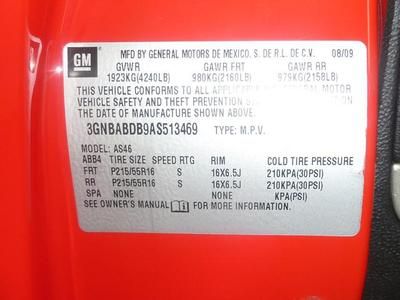 GM
MFD BY GENERAL MOTORS DE MEXICO. S. DE R.L. DE C.V. 08/09
GVWR GAWR FRT GAWR RR
1923KG(4240LB) 980KG(2160LB) 979KG(2158LB)
THIS VEHICLE CONFORMS TO ALL APPLICABLE U.S. FEDERAL MOTOR
VEHICLE SAFETY AND THEFT PREVENTION STANDARDS IN EFFECT ON
THE DATE OF MANUFACTURE SHOWN ABOVE.
3GNBABDB9AS513469 TYPE: M.P.V.
MODEL: AS46
ABB4 TIRE SIZE SPEED RTG RIM COLD TIRE PRESSURE
FRT P215/55R16 S 16X6.5J 210KPA(30PSI)
RR P215/55R16 S 16X6.5J 210KPA(30PSI)
SPA NONE NONE KPA(PSI)
SEE OWNER'S MANUAL FOR MORE INFORMATION.